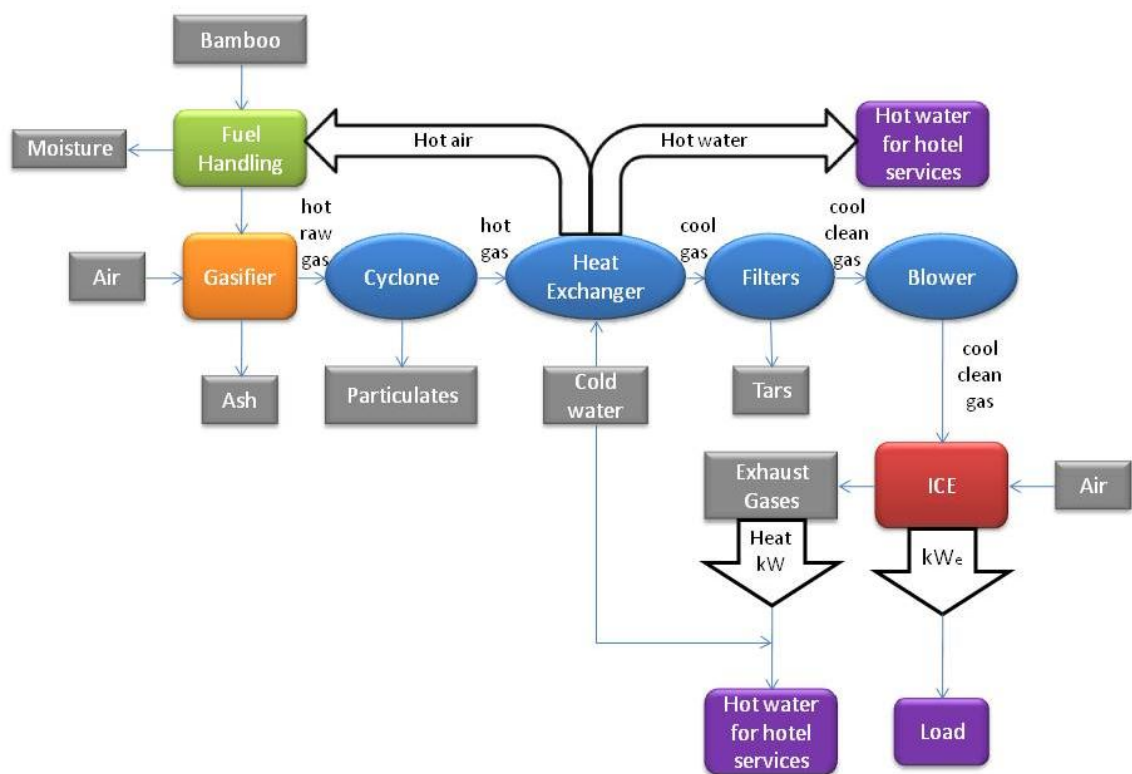 Bamboo
Moisture
Fuel
Handling
Hot air
Hot water
Hot water
for hotel
services
hot
raw
gas
hot
gas
cool
gas
cool
clean
gas
Air
Gasifier
Cyclone
Heat
Exchanger
Filters
Blower
Ash
Particulates
Cold
water
Tars
cool
clean
gas
Exhaust
Gases
ICE
Air
Heat
kW
kWe
Hot water
for hotel
services
Load